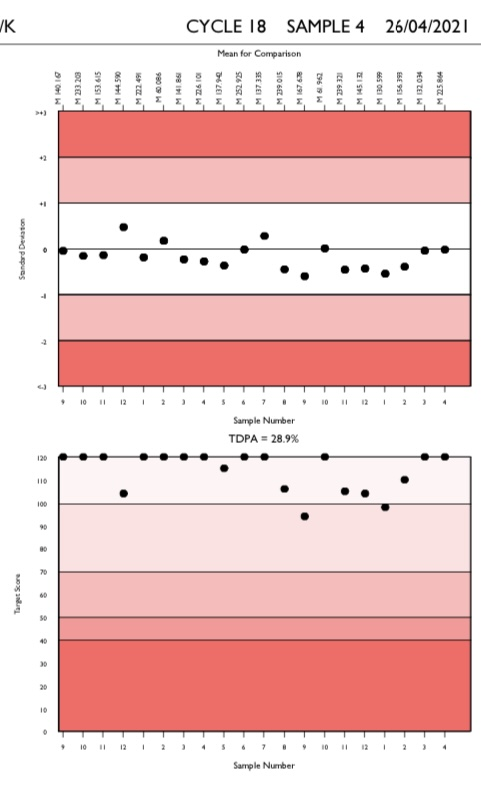 /K CYCLE 18 SAMPLE 4 26/04/2021
Mean for Comparison
M 140.167 M 233.203 M 153.615 M 144.590 M 222.491 M 60.086 M 141.861 M 226.101 M 137.942 M 252.925 M 137.335 M 239.015 M 167.678 M 61.962 M 239.321 M 145.132 M 130.599 M 156.393 M 132.034 M 225.864
>+3
+2
+1
0
-1
-2
<-3
Standard Deviation
9 10 11 12 1 2 3 4 5 6 7 8 9 10 11 12 1 2 3 4
Sample Number
TDPA = 28.9%
120
110
100
90
80
70
60
50
40
30
20
10
0
Target Score
9 10 11 12 1 2 3 4 5 6 7 8 9 10 11 12 1 2 3 4
Sample Number